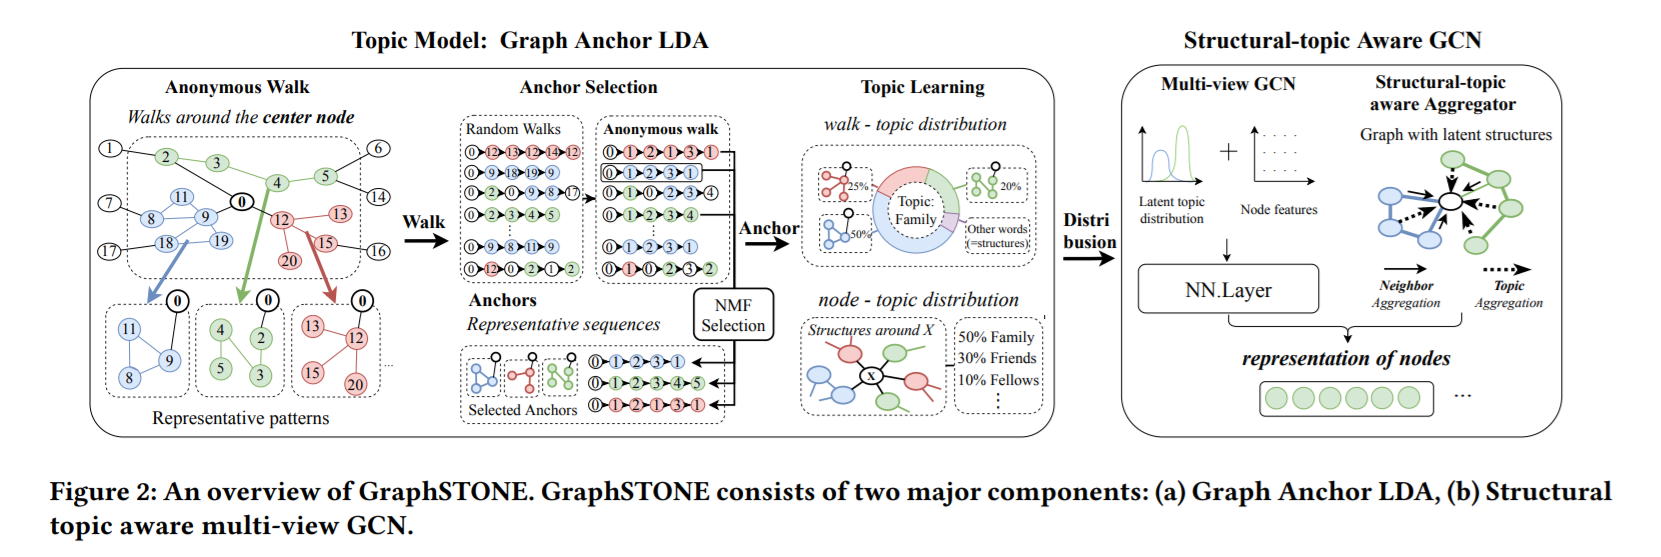 Topic Model: Graph Anchor LDA
Structural-topic Aware GCN
Anonymous Walk
Walks around the center node
1
2
3
4
5
6
7
8
9
11
0
12
13
14
15
16
17
18
19
20
0
11
9
8
0
4
2
5
3
0
13
12
15
20
...
Representative patterns
Walk
Anchor Selection
Random Walks
0 12 13 12 14 12
0 9 18 19 9
0 2 0 9 8 17
0 2 3 4 5
0 9 8 11 9
0 12 0 2 1 2
Anonymous walk
0 1 2 1 3 1
0 1 2 3 1
0 1 0 2 3 4
0 1 2 3 4
0 1 2 3 1
0 1 0 2 3 2
Anchors
Representative sequences
NMF
Selection
Selected Anchors
0 1 2 3 1
0 1 2 3 4 5
0 1 2 1 3 1
Anchor
Topic Learning
walk - topic distribution
25%
50%
Topic:
Family
20%
Other words
(=structures)
node - topic distribution
Structures around X
X
50% Family
30% Friends
10% Fellows
⋮
Distri
busion
Multi-view GCN
+
Latent topic
distribution
Node features
NN.Layer
Structural-topic
aware Aggregator
Graph with latent structures
Neighbor
Aggregation
Topic
Aggregation
representation of nodes
...
Figure 2: An overview of GraphSTONE. GraphSTONE consists of two major components: (a) Graph Anchor LDA, (b) Structural
topic aware multi-view GCN.